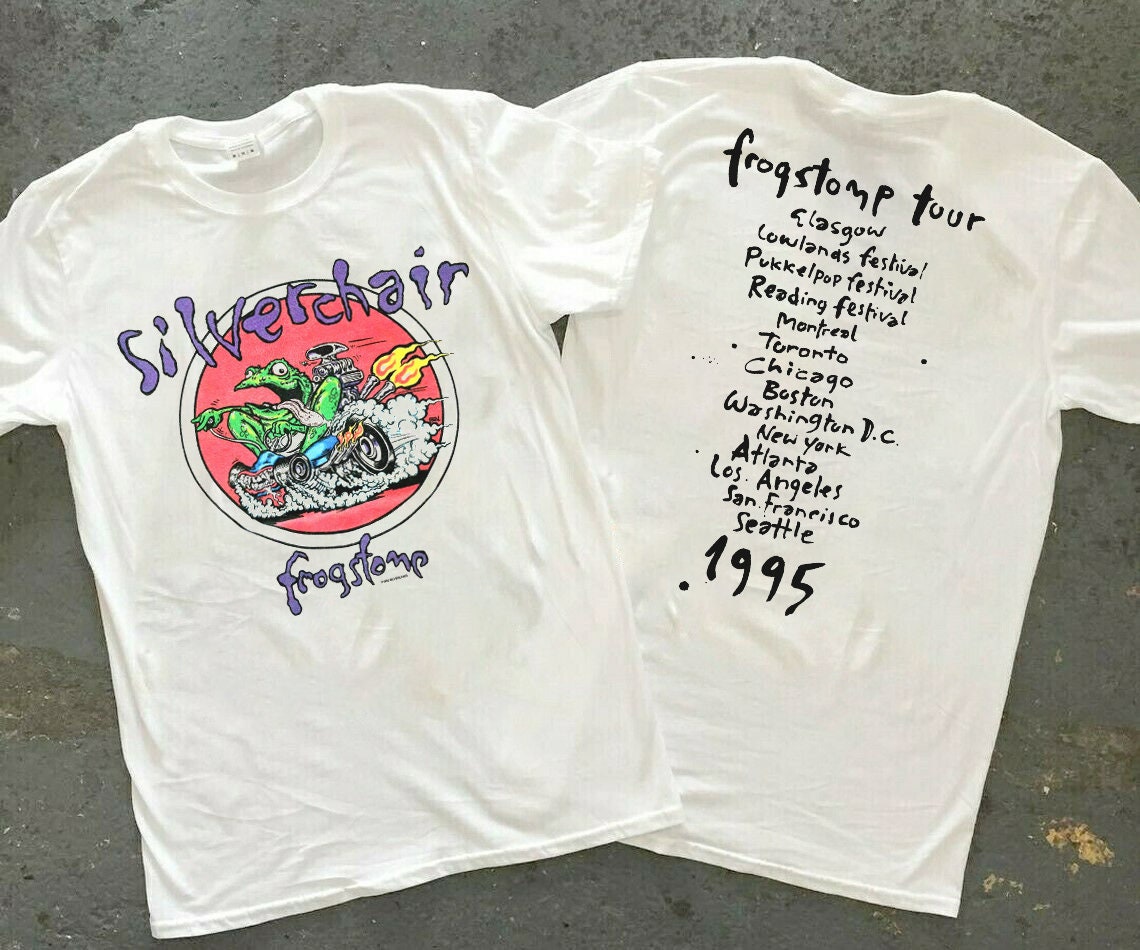 silverchair
frogstomp
frogstomp tour
Glasgow
Lowlands festival
Pukkelpop festival
Reading festival
Montreal
Toronto
Chicago
Boston
Washington D.C.
New York
Atlanta
Los Angeles
San Francisco
Seattle
1995